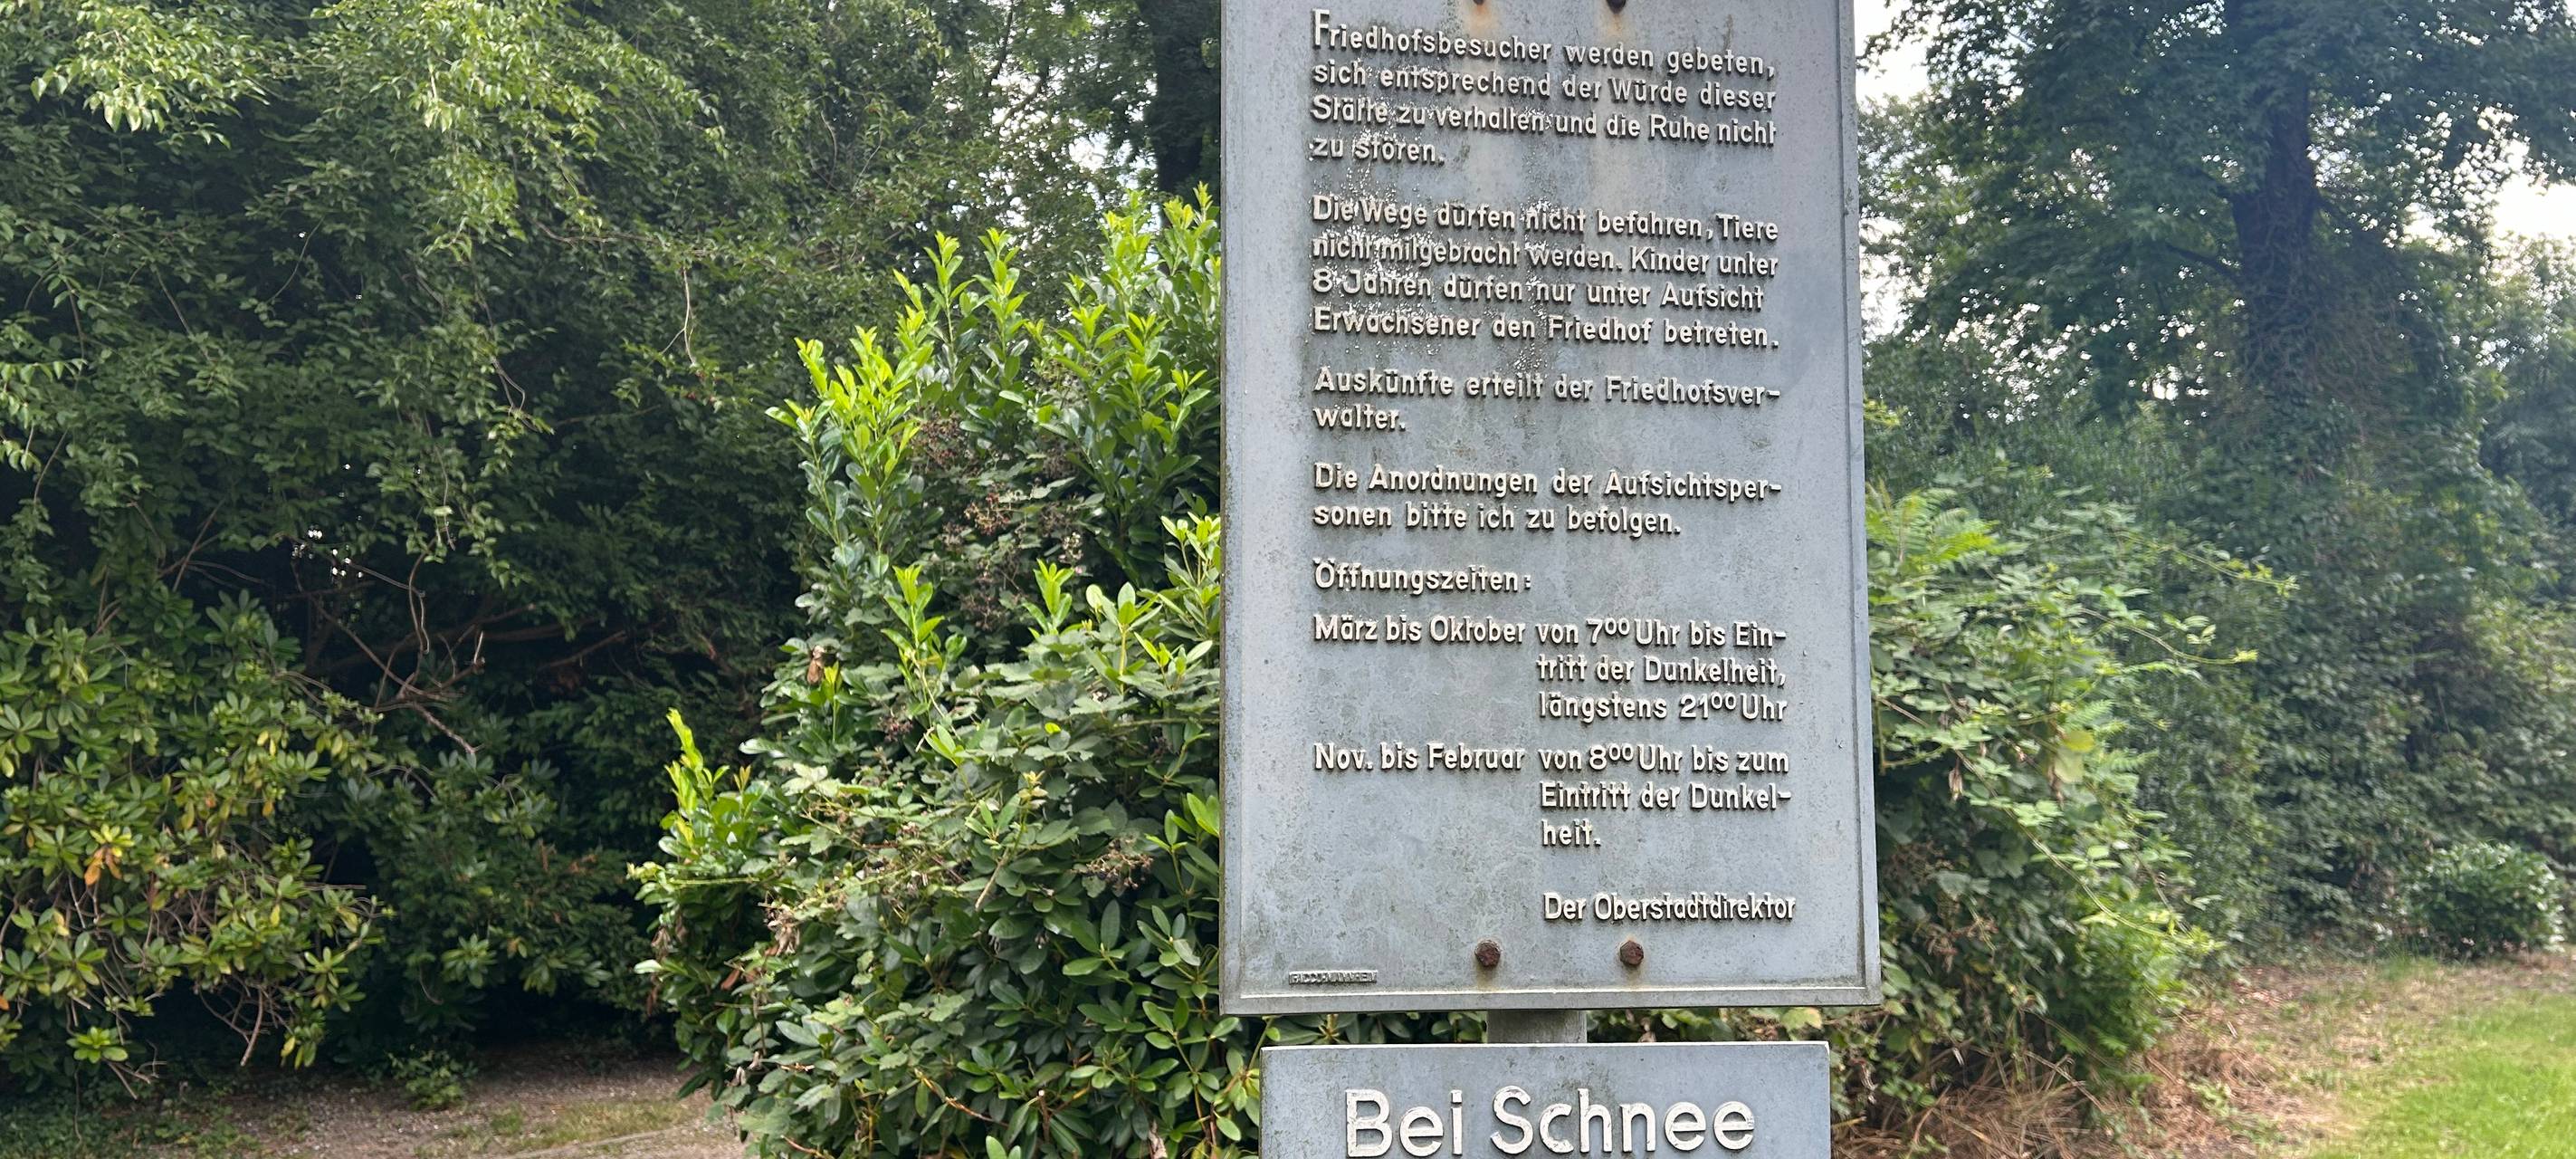 Friedhofsbesucher werden gebeten,
sich entsprechend der Würde dieser
Stätte zu verhalten und die Ruhe nicht
zu stören.
Die Wege dürfen nicht befahren, Tiere
nicht mitgebracht werden. Kinder unter
8 Jahren dürfen nur unter Aufsicht
Erwachsener den Friedhof betreten.
Auskünfte erteilt der Friedhofsver-
walter.
Die Anordnungen der Aufsichtsper-
sonen bitte ich zu befolgen.
Öffnungszeiten:
März bis Oktober von 7⁰⁰ Uhr bis Ein-
tritt der Dunkelheit,
längstens 21⁰⁰ Uhr
Nov. bis Februar von 8⁰⁰ Uhr bis zum
Eintritt der Dunkel-
heit.
Der Oberstadtdirektor
Bei Schnee